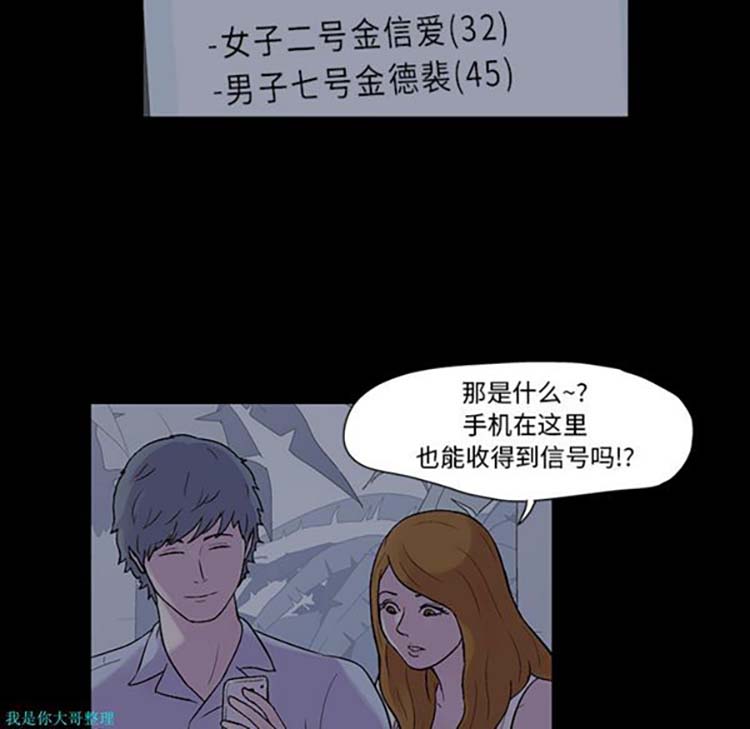 -女子二号金信爱(32)
-男子七号金德裴(45)
那是什么~?
手机在这里
也能收得到信号吗!?
我是你大哥整理